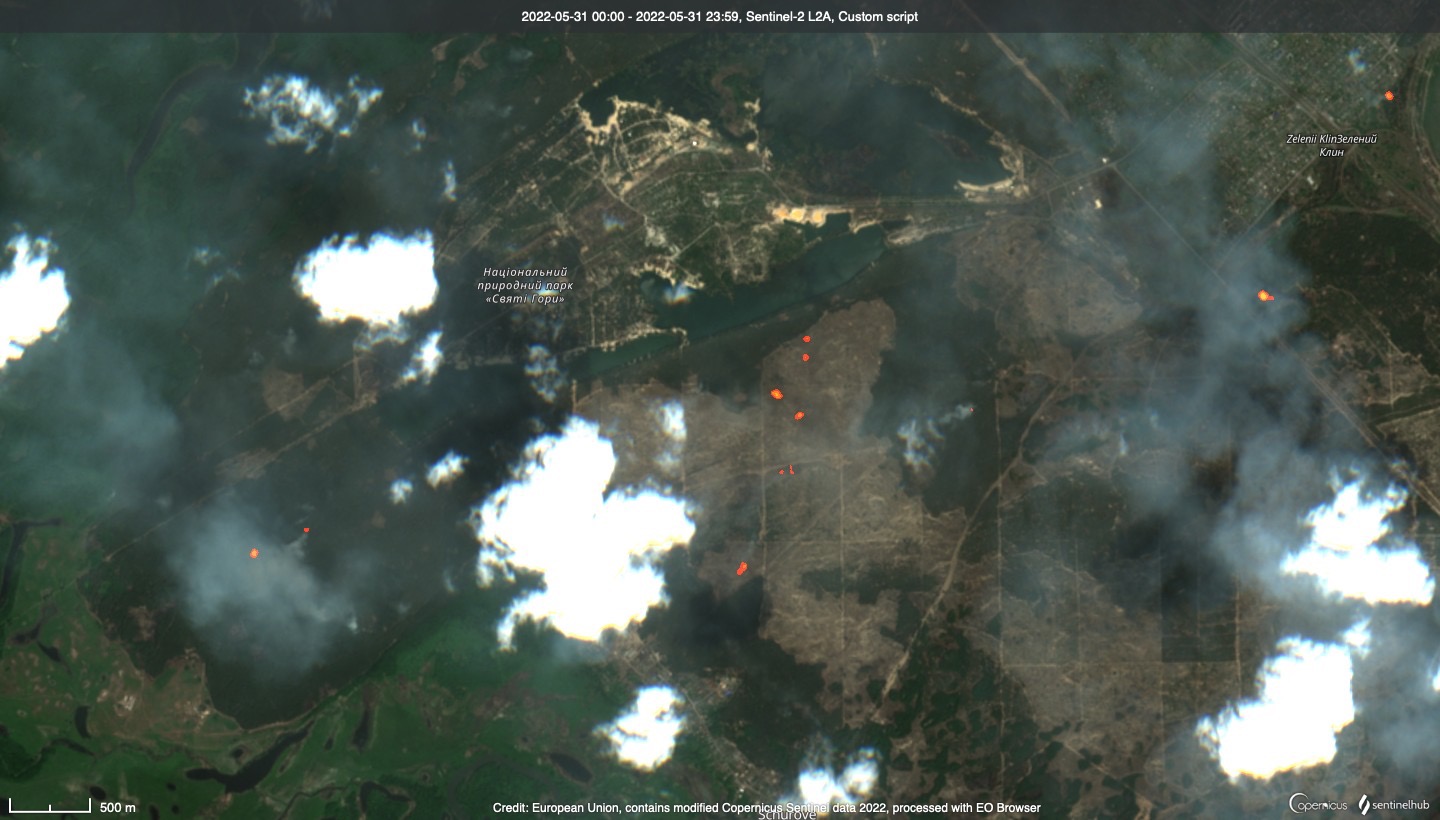 2022-05-31 00:00 - 2022-05-31 23:59, Sentinel-2 L2A, Custom script
Zelenii KlinЗелений
Клин
Національний
природний парк
«Святі Гори»
500 m
Credit: European Union, contains modified Copernicus Sentinel data 2022, processed with EO Browser
Copernicus
sentinelhub
Schurove